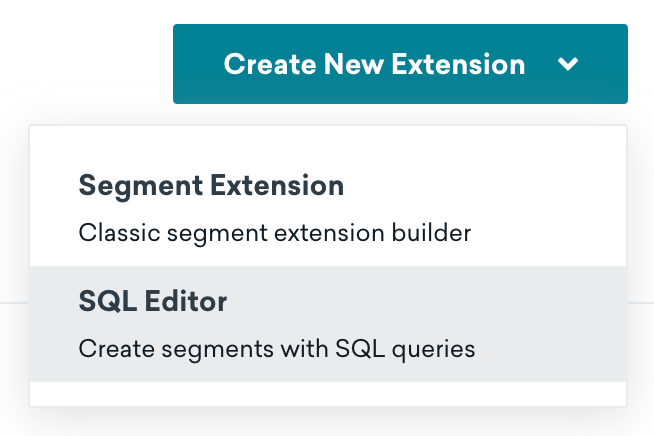 Create New Extension
Segment Extension
Classic segment extension builder
SQL Editor
Create segments with SQL queries